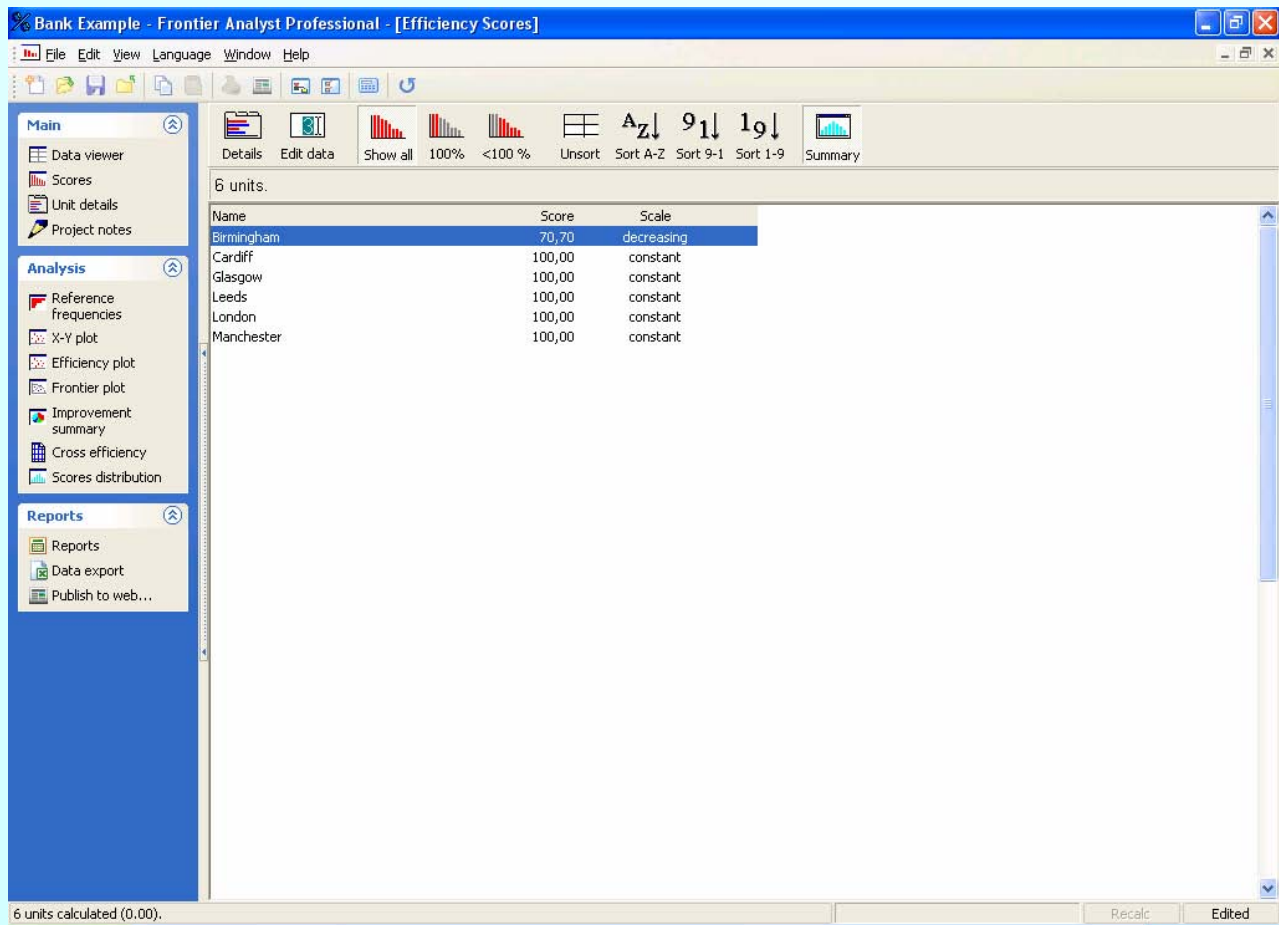 Bank Example - Frontier Analyst Professional - [Efficiency Scores]
File Edit View Language Window Help
Main
Data viewer
Scores
Unit details
Project notes
Analysis
Reference
frequencies
X-Y plot
Efficiency plot
Frontier plot
Improvement
summary
Cross efficiency
Scores distribution
Reports
Reports
Data export
Publish to web...
Details Edit data Show all 100% <100 % Unsort Sort A-Z Sort 9-1 Sort 1-9 Summary
6 units.
Name Score Scale
Birmingham 70,70 decreasing
Cardiff 100,00 constant
Glasgow 100,00 constant
Leeds 100,00 constant
London 100,00 constant
Manchester 100,00 constant
6 units calculated (0.00). Recalc Edited